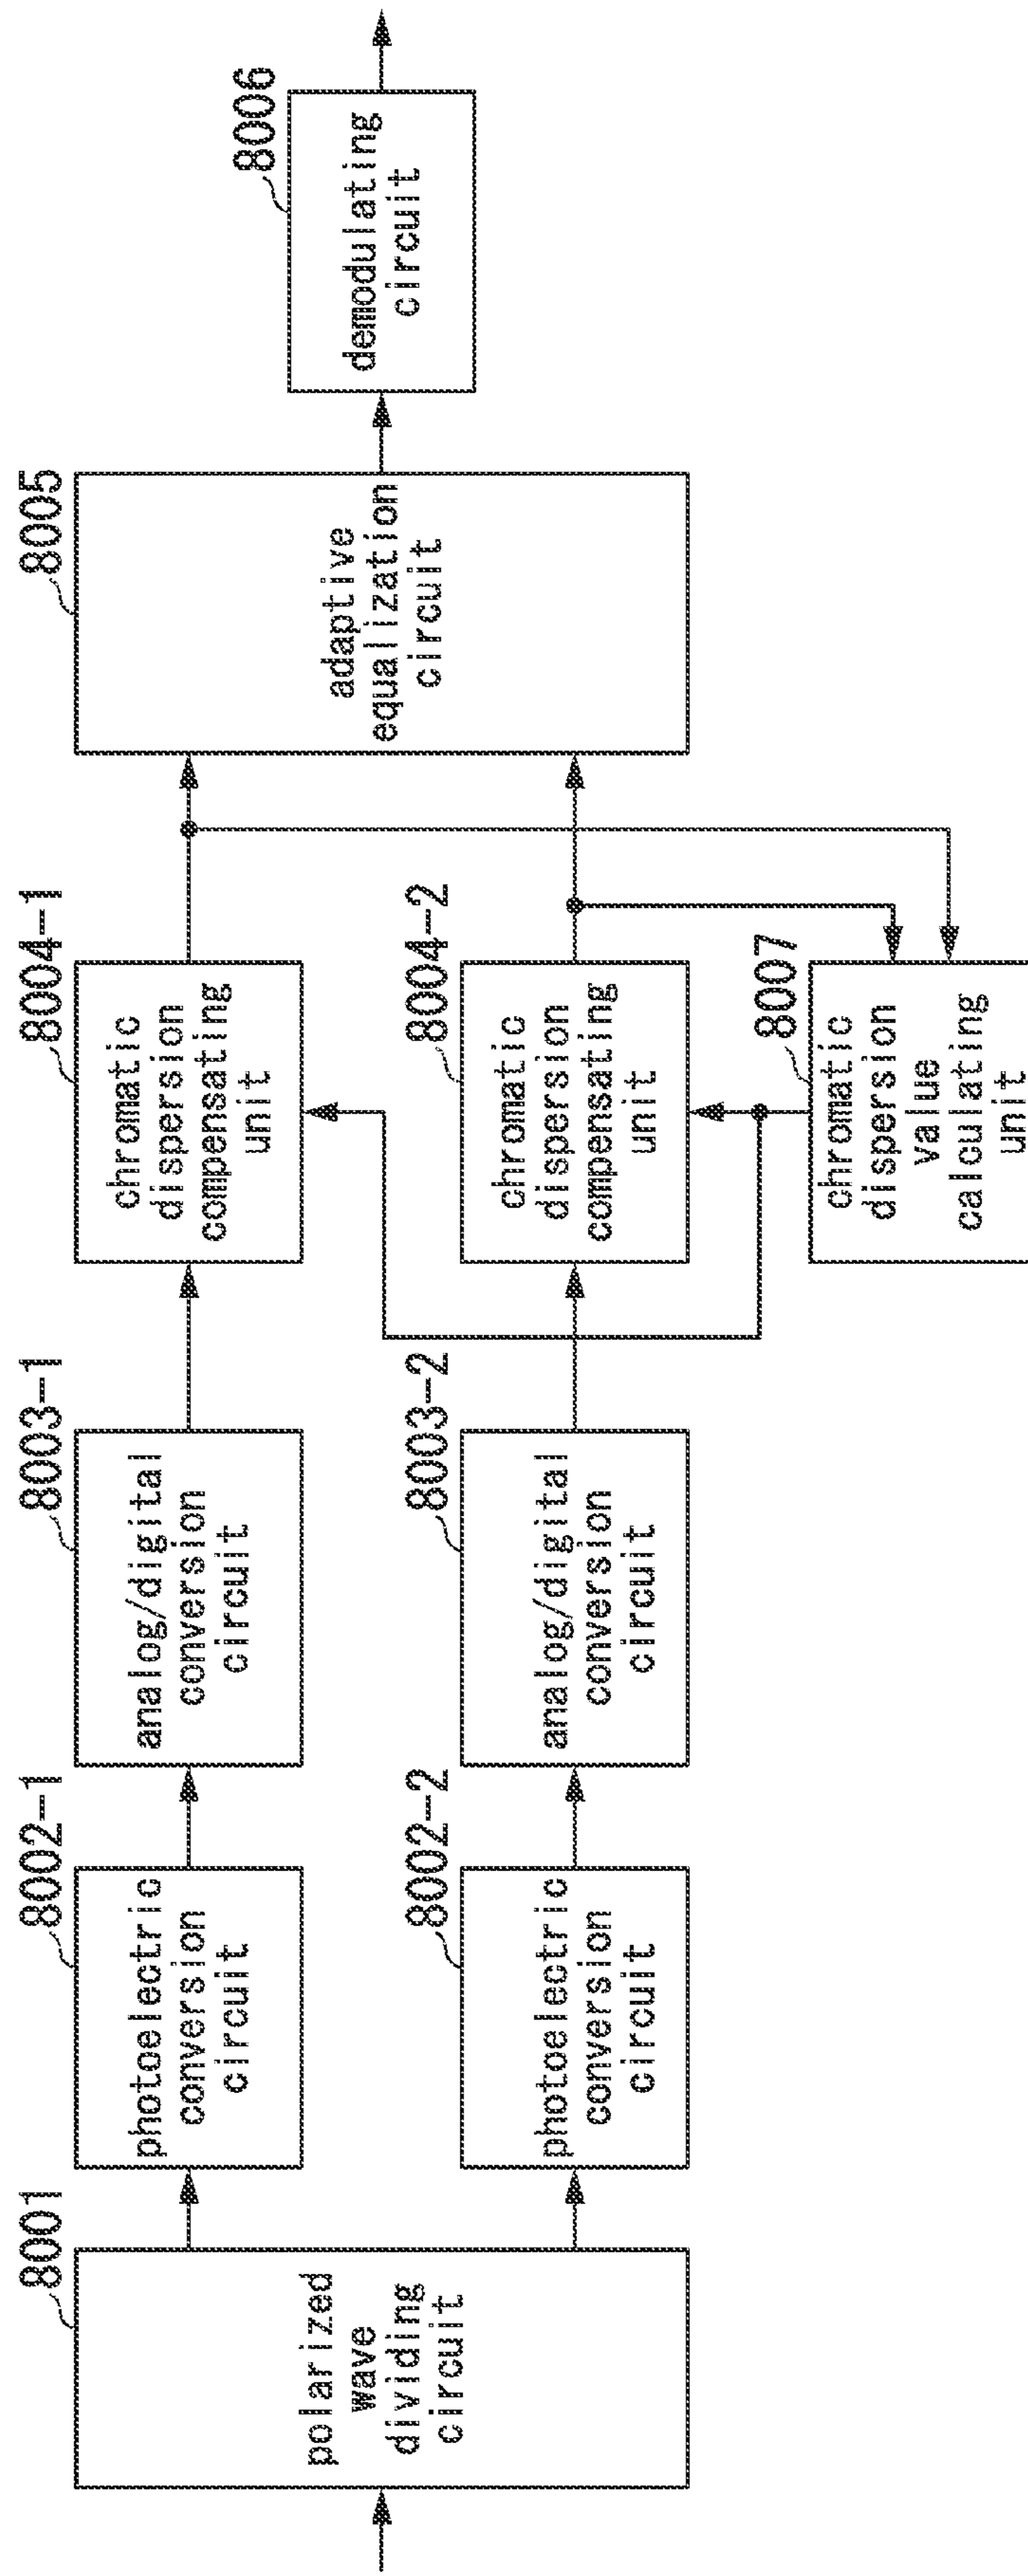 8001
polarized
wave
dividing
circuit
8002-1
photoelectric
conversion
circuit
8003-1
analog/digital
conversion
circuit
8004-1
chromatic
dispersion
compensating
unit
8002-2
photoelectric
conversion
circuit
8003-2
analog/digital
conversion
circuit
8004-2
chromatic
dispersion
compensating
unit
8007
chromatic
dispersion
value
calculating
unit
8005
adaptive
equalization
circuit
8006
demodulating
circuit